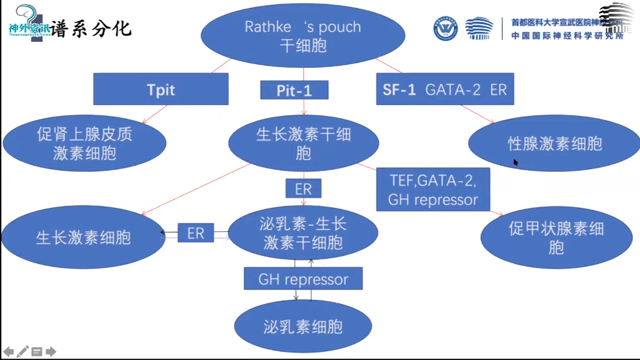 神外资讯
谱系分化
首都医科大学宣武医院神经
中国国际神经科学研究所
Rathke‘s pouch
干细胞
Tpit
Pit-1
SF-1 GATA-2 ER
促肾上腺皮质
激素细胞
生长激素干细
胞
性腺激素细胞
ER
TEF,GATA-2,
GH repressor
生长激素细胞
ER
泌乳素-生长
激素干细胞
促甲状腺素细
胞
GH repressor
泌乳素细胞